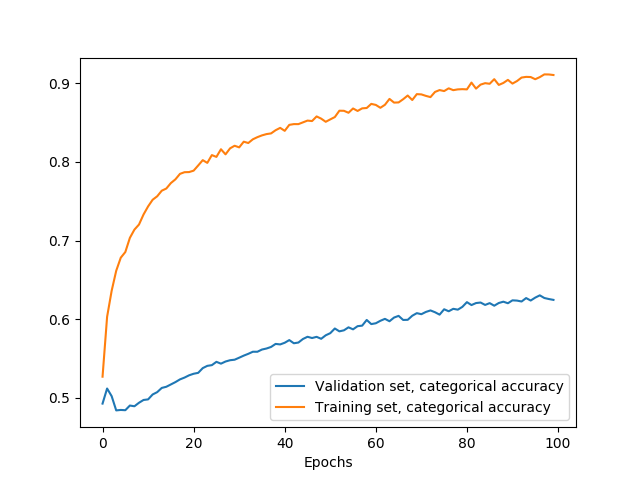 0.9
0.8
0.7
0.6
0.5
Validation set, categorical accuracy
Training set, categorical accuracy
0 20 40 60 80 100
Epochs